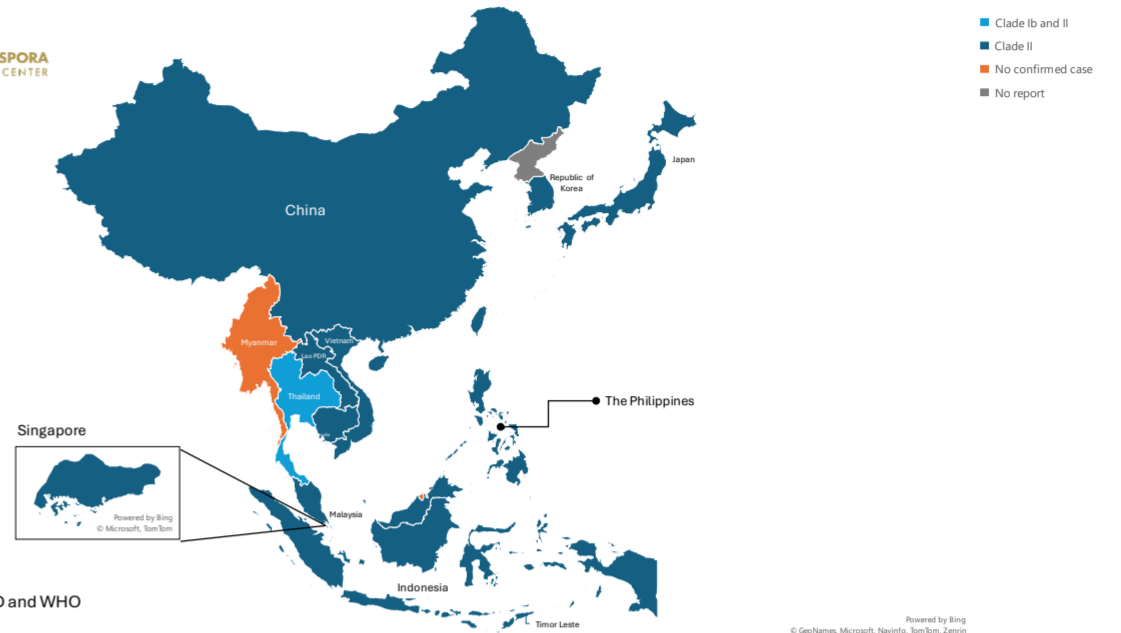 SPORA
CENTER
Clade Ib and II
Clade II
No confirmed case
No report
Japan
Republic of
Korea
China
Myanmar
Vietnam
Lao PDR
Thailand
The Philippines
Singapore
Powered by Bing
© Microsoft, TomTom
Malaysia
Indonesia
and WHO
Timor Leste
Powered by Bing
© GeoNames, Microsoft, Navinfo, TomTom, Zenrin